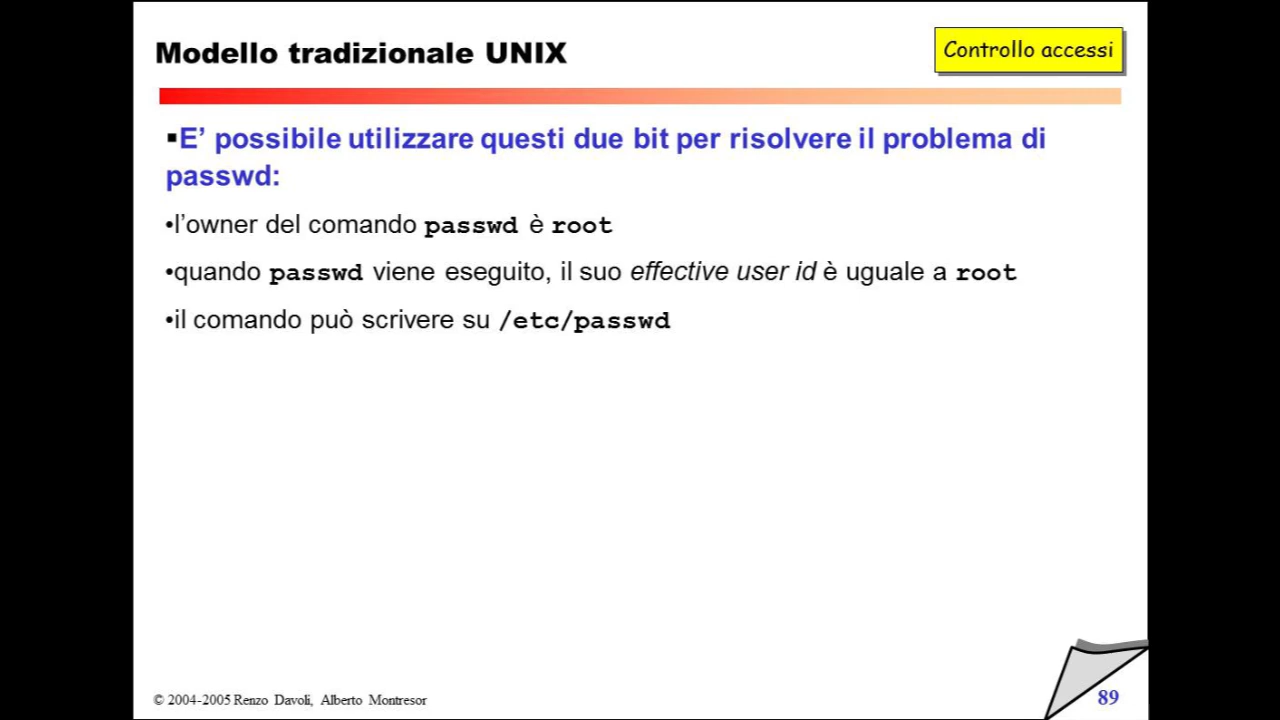 Modello tradizionale UNIX
Controllo accessi
▪E’ possibile utilizzare questi due bit per risolvere il problema di
passwd:
•l’owner del comando passwd è root
•quando passwd viene eseguito, il suo effective user id è uguale a root
•il comando può scrivere su /etc/passwd
© 2004-2005 Renzo Davoli, Alberto Montresor
89